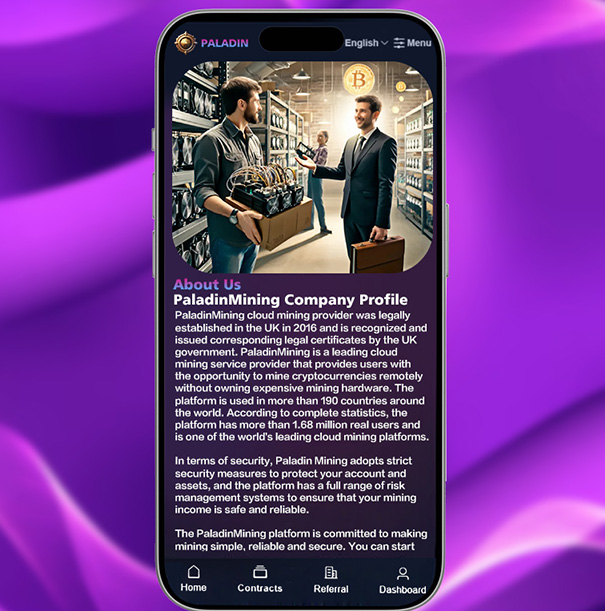 PALADIN
English
Menu
About Us
PaladinMining Company Profile
PaladinMining cloud mining provider was legally
established in the UK in 2016 and is recognized and
issued corresponding legal certificates by the UK
government. PaladinMining is a leading cloud
mining service provider that provides users with
the opportunity to mine cryptocurrencies remotely
without owning expensive mining hardware. The
platform is used in more than 190 countries around
the world. According to complete statistics, the
platform has more than 1.68 million real users and
is one of the world's leading cloud mining platforms.
In terms of security, Paladin Mining adopts strict
security measures to protect your account and
assets, and the platform has a full range of risk
management systems to ensure that your mining
income is safe and reliable.
The PaladinMining platform is committed to making
mining simple, reliable and secure. You can start
Home
Contracts
Referral
Dashboard